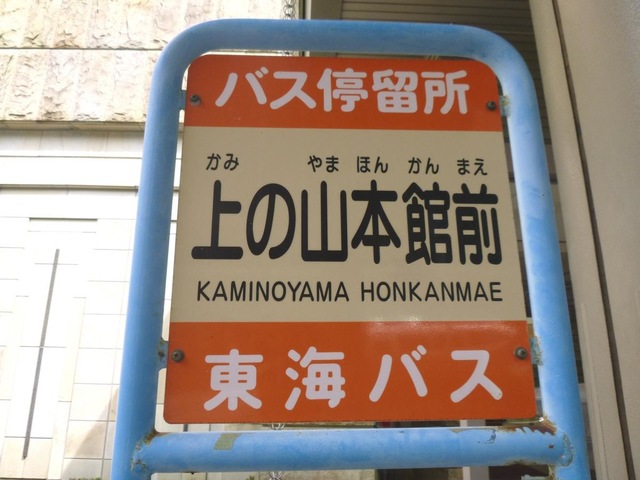 バス停留所
かみ やま ほん かん まえ
上の山本館前
KAMINOYAMA HONKANMAE
東海バス